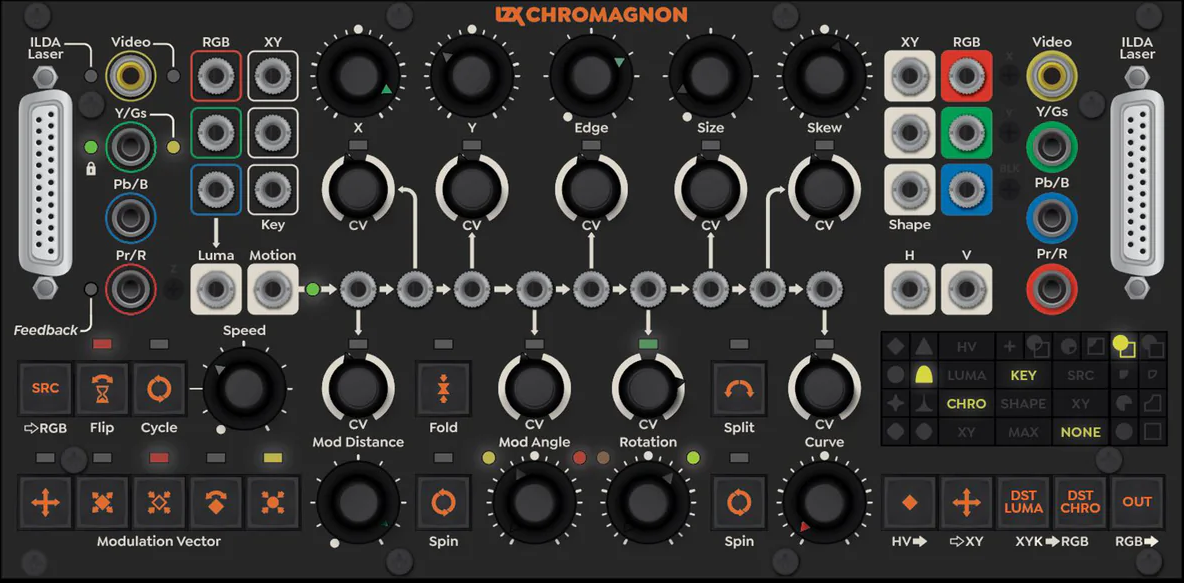 LZX CHROMAGNON
ILDA
Laser
Video
RGB
XY
Y/Gs
Pb/B
Pr/R
Key
Luma
Motion
Feedback
Speed
X
Y
Edge
Size
Skew
CV
CV
CV
CV
CV
XY
RGB
Video
ILDA
Laser
X
Y
Y/Gs
BLK
Pb/B
Shape
H
V
Pr/R
Z
SRC
⇨RGB
Flip
Cycle
CV
Mod Distance
Fold
CV
Mod Angle
CV
Rotation
Split
CV
Curve
HV
LUMA
KEY
SRC
CHRO
SHAPE
XY
XY
MAX
NONE
Modulation Vector
Spin
Spin
DST
LUMA
DST
CHRO
OUT
HV➡
⇨XY
XYK➡RGB
RGB➡